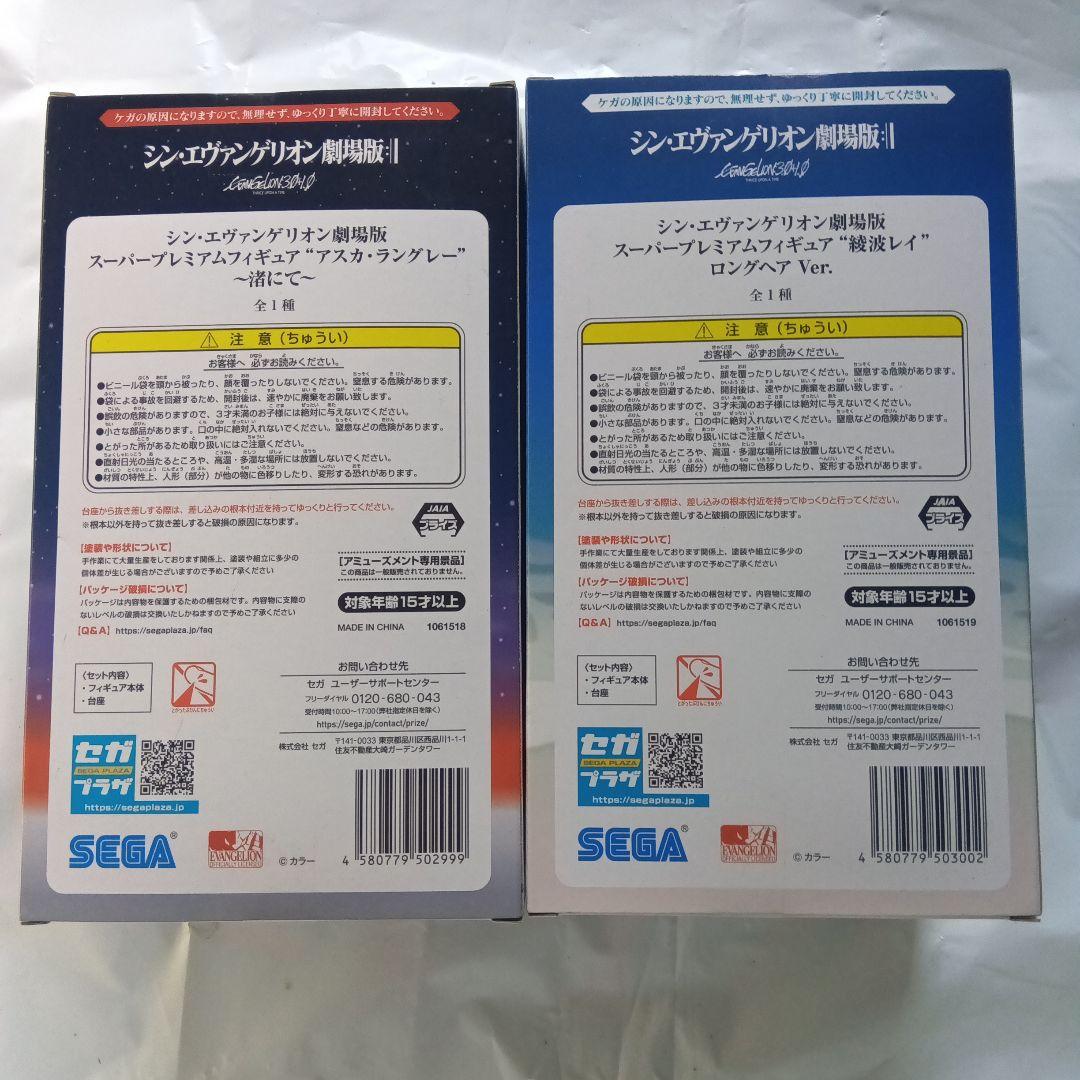 ケガの原因になりますので、無理せず、ゆっくり丁寧に開封してください。
シン・エヴァンゲリオン劇場版:||
EVANGELION:3.0+1.0
THRICE UPON A TIME
シン・エヴァンゲリオン劇場版
スーパープレミアムフィギュア“アスカ・ラングレー”
～渚にて～
全1種
⚠ 注意（ちゅうい）
お客様へ 必ずお読みください。
●ビニール袋を頭から被ったり、顔を覆ったりしないでください。窒息する危険があります。
●袋による事故を回避するため、開封後は、速やかに廃棄をお願い致します。
●誤飲の危険がありますので、3才未満のお子様には絶対に与えないでください。
●小さな部品があります。口の中に絶対入れないでください。窒息などの危険があります。
●とがった所があるため取り扱いにはご注意ください。
●直射日光の当たるところや、高温・多湿な場所には放置しないでください。
●材質の特性上、人形（部分）が他の物に色移りしたり、変形する恐れがあります。
台座から抜き差しする際は、差し込みの根本付近を持ってゆっくりと行ってください。
※根本以外を持って抜き差しすると破損の原因になります。
JAIA
プライズ
【塗装や形状について】
手作業にて大量生産をしております関係上、塗装や組立に多少の
個体差が生じる場合がございますので予めご了承ください
【パッケージ破損について】
パッケージは内容物を保護するための梱包材です。内容物に支障の
ないレベルの破損は交換いたしかねますので予めご了承ください
【Q&A】https://segaplaza.jp/faq
【アミューズメント専用景品】
この商品は一般販売されておりません。
対象年齢15才以上
MADE IN CHINA 1061518
〈セット内容〉
・フィギュア本体
・台座
とがったぶひんにちゅうい
お問い合わせ先
セガ ユーザーサポートセンター
フリーダイヤル 0120-680-043
受付時間10:00～17:00（弊社指定休日を除く）
https://sega.jp/contact/prize/
株式会社 セガ 〒141-0033 東京都品川区西品川1-1-1
住友不動産大崎ガーデンタワー
セガ
SEGA PLAZA
プラザ
https://segaplaza.jp
SEGA®
EVANGELION
OFFICIALLY LICENSED
© カラー
4 580779 502999
ケガの原因になりますので、無理せず、ゆっくり丁寧に開封してください。
シン・エヴァンゲリオン劇場版:||
EVANGELION:3.0+1.0
THRICE UPON A TIME
シン・エヴァンゲリオン劇場版
スーパープレミアムフィギュア“綾波レイ”
ロングヘア Ver.
全1種
⚠ 注意（ちゅうい）
お客様へ 必ずお読みください。
●ビニール袋を頭から被ったり、顔を覆ったりしないでください。窒息する危険があります。
●袋による事故を回避するため、開封後は、速やかに廃棄をお願い致します。
●誤飲の危険がありますので、3才未満のお子様には絶対に与えないでください。
●小さな部品があります。口の中に絶対入れないでください。窒息などの危険があります。
●とがった所があるため取り扱いにはご注意ください。
●直射日光の当たるところや、高温・多湿な場所には放置しないでください。
●材質の特性上、人形（部分）が他の物に色移りしたり、変形する恐れがあります。
台座から抜き差しする際は、差し込みの根本付近を持ってゆっくりと行ってください。
※根本以外を持って抜き差しすると破損の原因になります。
JAIA
プライズ
【塗装や形状について】
手作業にて大量生産をしております関係上、塗装や組立に多少の
個体差が生じる場合がございますので予めご了承ください
【パッケージ破損について】
パッケージは内容物を保護するための梱包材です。内容物に支障の
ないレベルの破損は交換いたしかねますので予めご了承ください
【Q&A】https://segaplaza.jp/faq
【アミューズメント専用景品】
この商品は一般販売されておりません。
対象年齢15才以上
MADE IN CHINA 1061519
〈セット内容〉
・フィギュア本体
・台座
とがったぶひんにちゅうい
お問い合わせ先
セガ ユーザーサポートセンター
フリーダイヤル 0120-680-043
受付時間10:00～17:00（弊社指定休日を除く）
https://sega.jp/contact/prize/
株式会社 セガ 〒141-0033 東京都品川区西品川1-1-1
住友不動産大崎ガーデンタワー
セガ
SEGA PLAZA
プラザ
https://segaplaza.jp
SEGA®
EVANGELION
OFFICIALLY LICENSED
© カラー
4 580779 503002